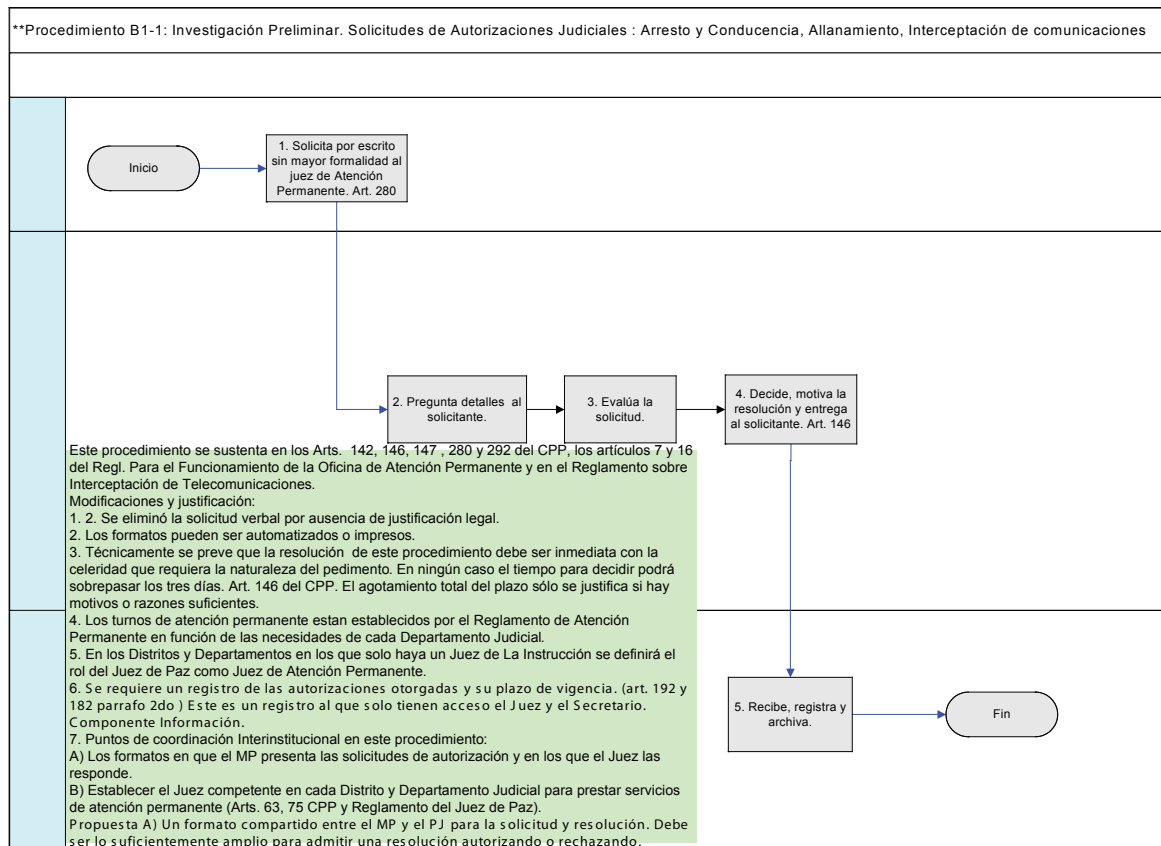 **Procedimiento B1-1: Investigación Preliminar. Solicitudes de Autorizaciones Judiciales : Arresto y Conducencia, Allanamiento, Interceptación de comunicaciones
Inicio
1. Solicita por escrito
sin mayor formalidad al
juez de Atención
Permanente. Art. 280
2. Pregunta detalles al
solicitante.
3. Evalúa la
solicitud.
4. Decide, motiva la
resolución y entrega
al solicitante. Art. 146
Este procedimiento se sustenta en los Arts. 142, 146, 147 , 280 y 292 del CPP, los artículos 7 y 16
del Regl. Para el Funcionamiento de la Oficina de Atención Permanente y en el Reglamento sobre
Interceptación de Telecomunicaciones.
Modificaciones y justificación:
1. 2. Se eliminó la solicitud verbal por ausencia de justificación legal.
2. Los formatos pueden ser automatizados o impresos.
3. Técnicamente se preve que la resolución de este procedimiento debe ser inmediata con la
celeridad que requiera la naturaleza del pedimento. En ningún caso el tiempo para decidir podrá
sobrepasar los tres días. Art. 146 del CPP. El agotamiento total del plazo sólo se justifica si hay
motivos o razones suficientes.
4. Los turnos de atención permanente estan establecidos por el Reglamento de Atención
Permanente en función de las necesidades de cada Departamento Judicial.
5. En los Distritos y Departamentos en los que solo haya un Juez de La Instrucción se definirá el
rol del Juez de Paz como Juez de Atención Permanente.
6. Se requiere un registro de las autorizaciones otorgadas y su plazo de vigencia. (art. 192 y
182 parrafo 2do ) Este es un registro al que solo tienen acceso el Juez y el Secretario.
Componente Información.
7. Puntos de coordinación Interinstitucional en este procedimiento:
A) Los formatos en que el MP presenta las solicitudes de autorización y en los que el Juez las
responde.
B) Establecer el Juez competente en cada Distrito y Departamento Judicial para prestar servicios
de atención permanente (Arts. 63, 75 CPP y Reglamento del Juez de Paz).
Propuesta A) Un formato compartido entre el MP y el PJ para la solicitud y resolución. Debe
ser lo suficientemente amplio para admitir una resolución autorizando o rechazando.
5. Recibe, registra y
archiva.
Fin